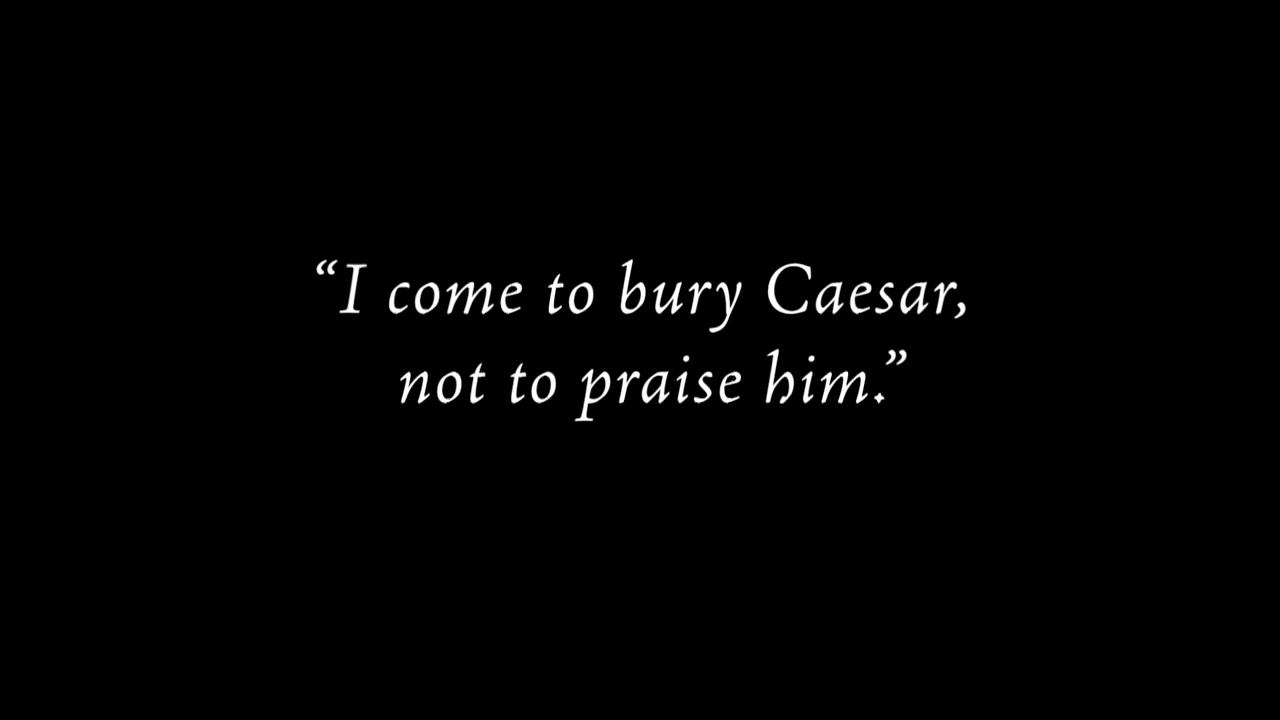 “I come to bury Caesar,
not to praise him.”